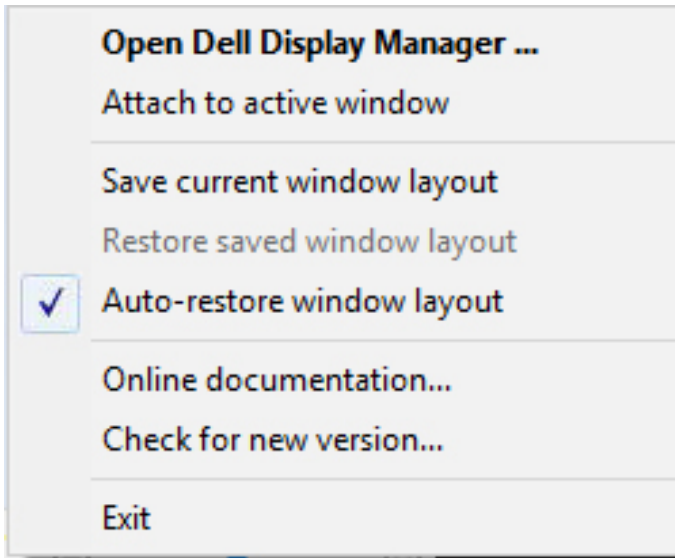 Open Dell Display Manager ...
Attach to active window
Save current window layout
Restore saved window layout
Auto-restore window layout
Online documentation...
Check for new version...
Exit